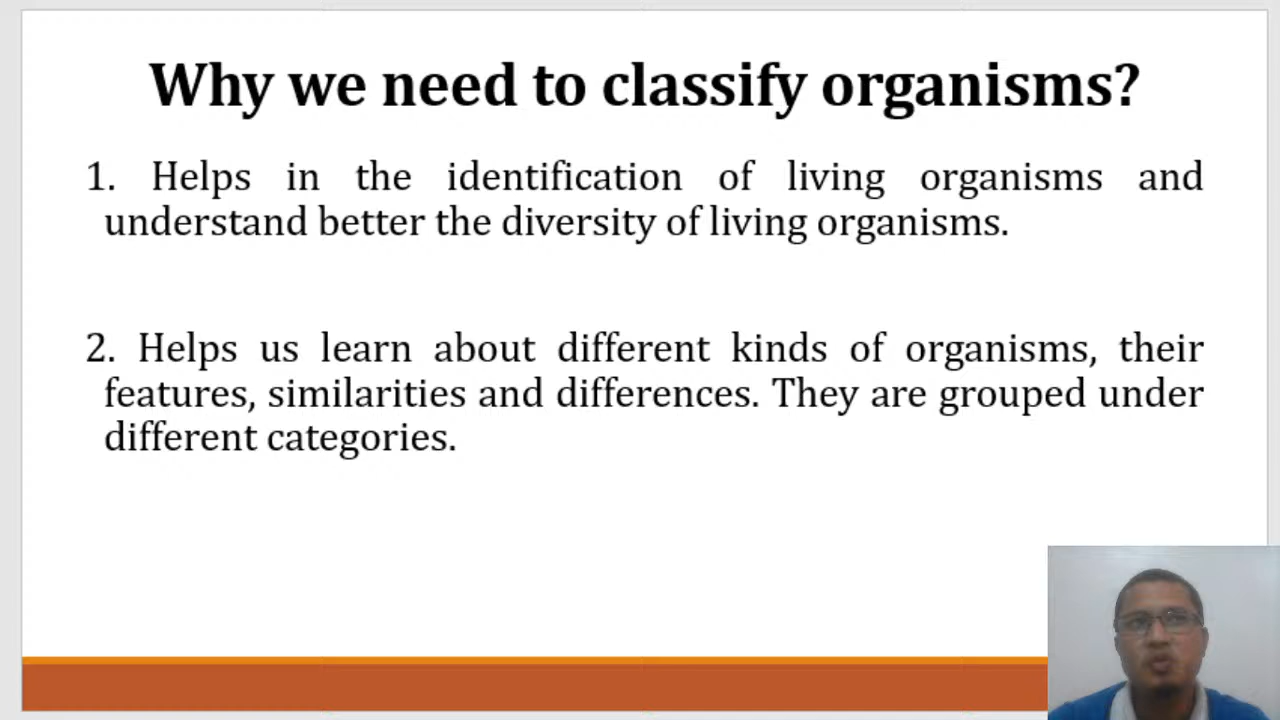 Why we need to classify organisms?
1. Helps in the identification of living organisms and
understand better the diversity of living organisms.
2. Helps us learn about different kinds of organisms, their
features, similarities and differences. They are grouped under
different categories.